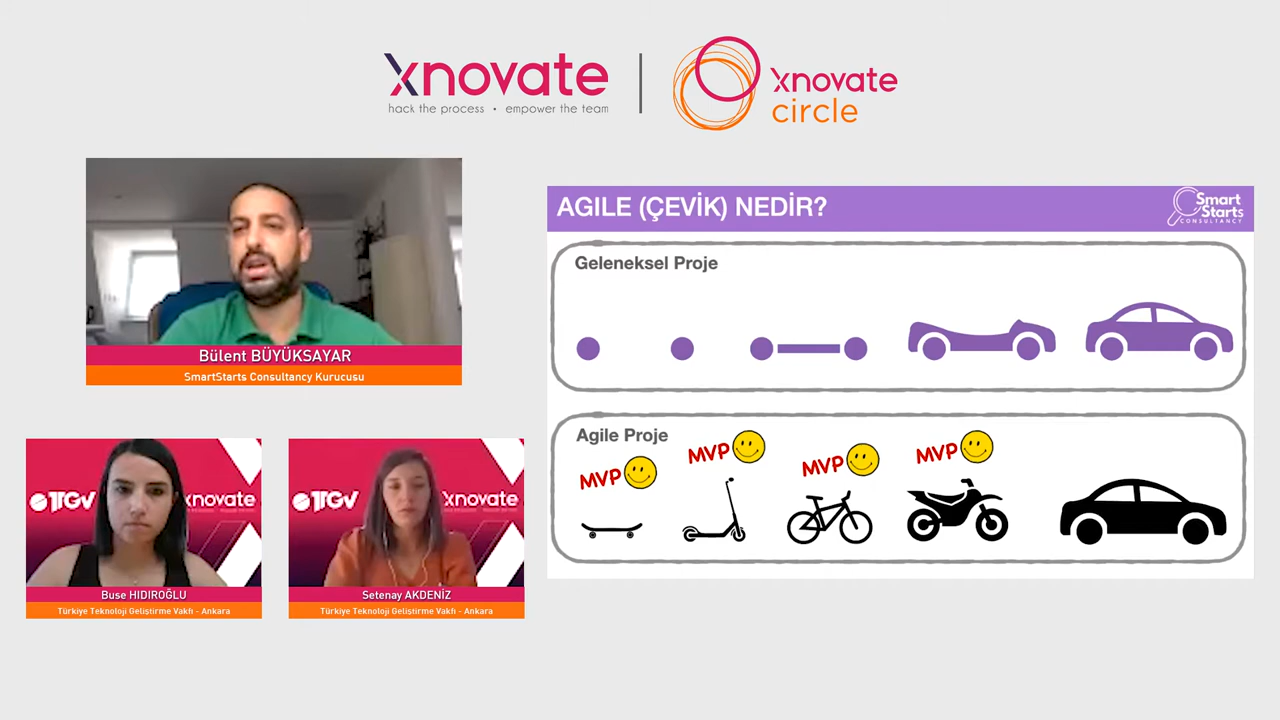 xnovate
hack the process • empower the team
xnovate
circle
Bülent BÜYÜKSAYAR
SmartStarts Consultancy Kurucusu
TTGV
xnovate
Buse HIDIROĞLU
Türkiye Teknoloji Geliştirme Vakfı - Ankara
TTGV
xnovate
Setenay AKDENİZ
Türkiye Teknoloji Geliştirme Vakfı - Ankara
AGILE (ÇEVİK) NEDİR?
Smart
Starts
CONSULTANCY
Geleneksel Proje
Agile Proje
MVP
MVP
MVP
MVP